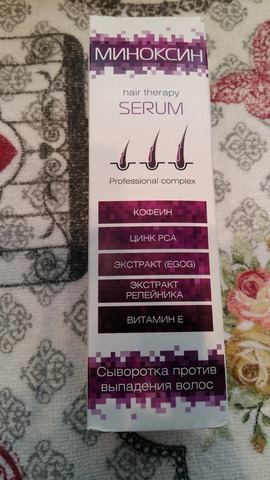 МИНОКСИН
hair therapy
SERUM
Professional complex
КОФЕИН
ЦИНК PCA
ЭКСТРАКТ (EGCG)
ЭКСТРАКТ
РЕПЕЙНИКА
ВИТАМИН Е
Сыворотка против
выпадения волос